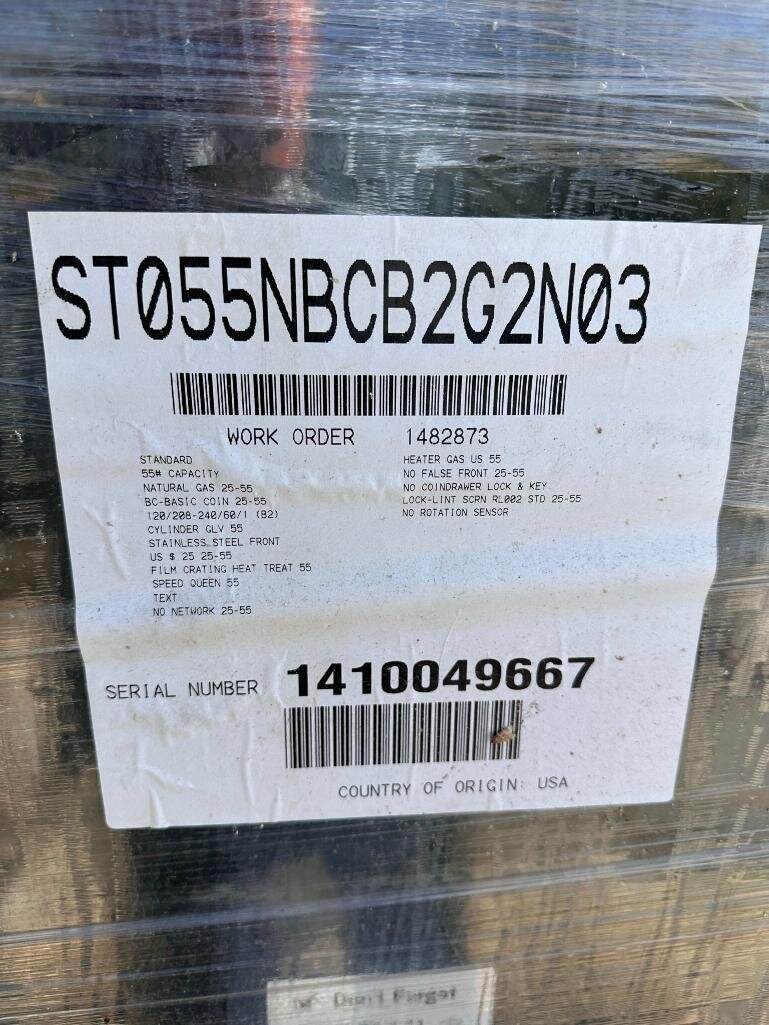 ST055NBCB2G2N03
WORK ORDER 1482873
STANDARD
55# CAPACITY
NATURAL GAS 25-55
BC-BASIC COIN 25-55
120/208-240/60/1 (B2)
CYLINDER GLV 55
STAINLESS STEEL FRONT
US $ 25 25-55
FILM CRATING HEAT TREAT 55
SPEED QUEEN 55
TEXT
NO NETWORK 25-55
HEATER GAS US 55
NO FALSE FRONT 25-55
NO COINDRAWER LOCK & KEY
LOCK-LINT SCRN RL002 STD 25-55
NO ROTATION SENSOR
SERIAL NUMBER 1410049667
COUNTRY OF ORIGIN: USA
Don't Forget